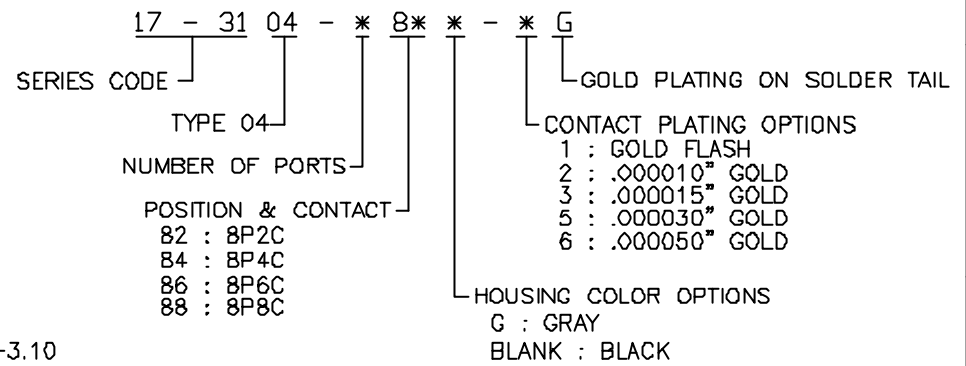 17 - 31 04 - * 8* * - * G
SERIES CODE
GOLD PLATING ON SOLDER TAIL
TYPE 04
CONTACT PLATING OPTIONS
1 : GOLD FLASH
2 : .000010" GOLD
3 : .000015" GOLD
5 : .000030" GOLD
6 : .000050" GOLD
NUMBER OF PORTS
POSITION & CONTACT
82 : 8P2C
84 : 8P4C
86 : 8P6C
88 : 8P8C
HOUSING COLOR OPTIONS
G : GRAY
BLANK : BLACK
-3.10